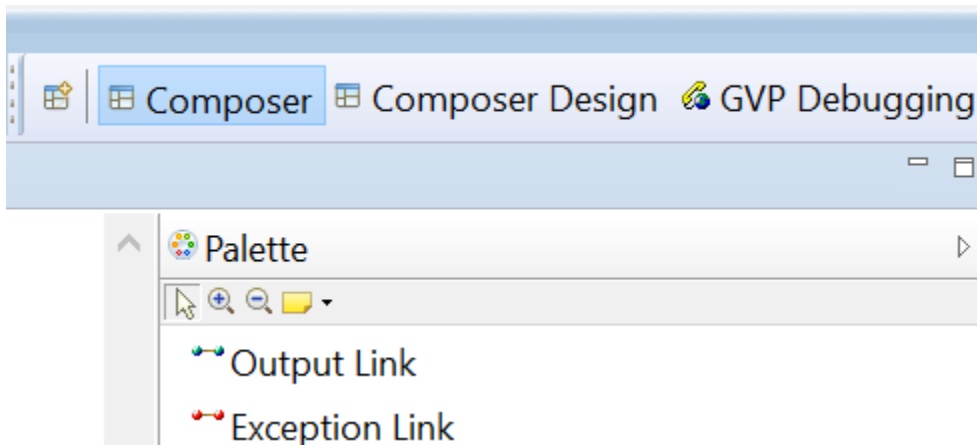 Composer Composer Design GVP Debugging
Palette
Output Link
Exception Link